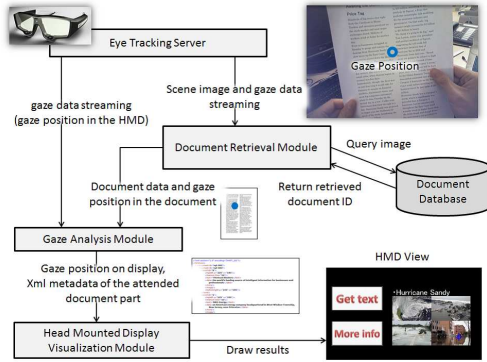 Eye Tracking Server
Gaze Position
gaze data streaming
(gaze position in the HMD)
Scene image and gaze data
streaming
Document Retrieval Module
Query image
Document
Database
Return retrieved
document ID
Document data and gaze
position in the document
Gaze Analysis Module
Gaze position on display,
Xml metadata of the attended
document part
Head Mounted Display
Visualization Module
Draw results
HMD View
Get text
More info
·Hurricane Sandy